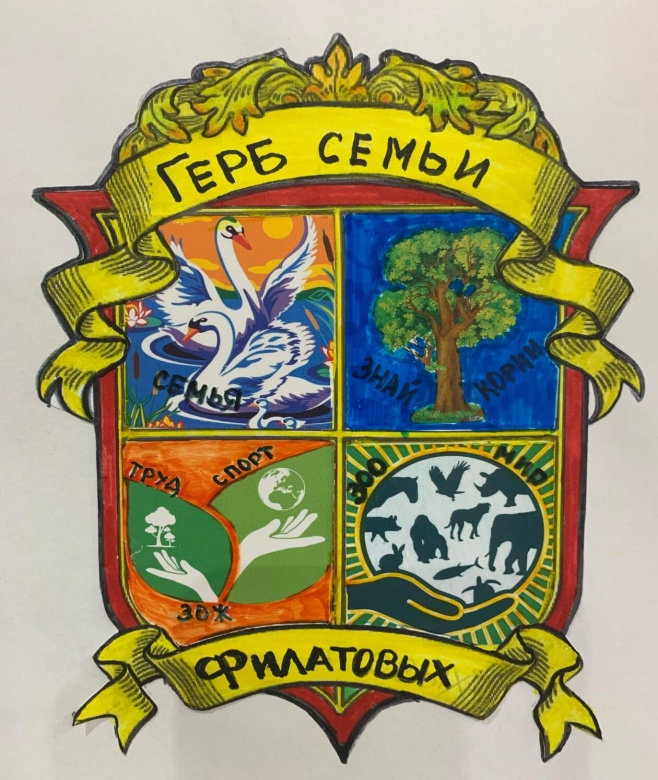 ГЕРБ СЕМЬИ
СЕМЬЯ
ЗНАЙ КОРНИ
ТРУД СПОРТ
ЗОЖ
ЗОО МИР
ФИЛАТОВЫХ